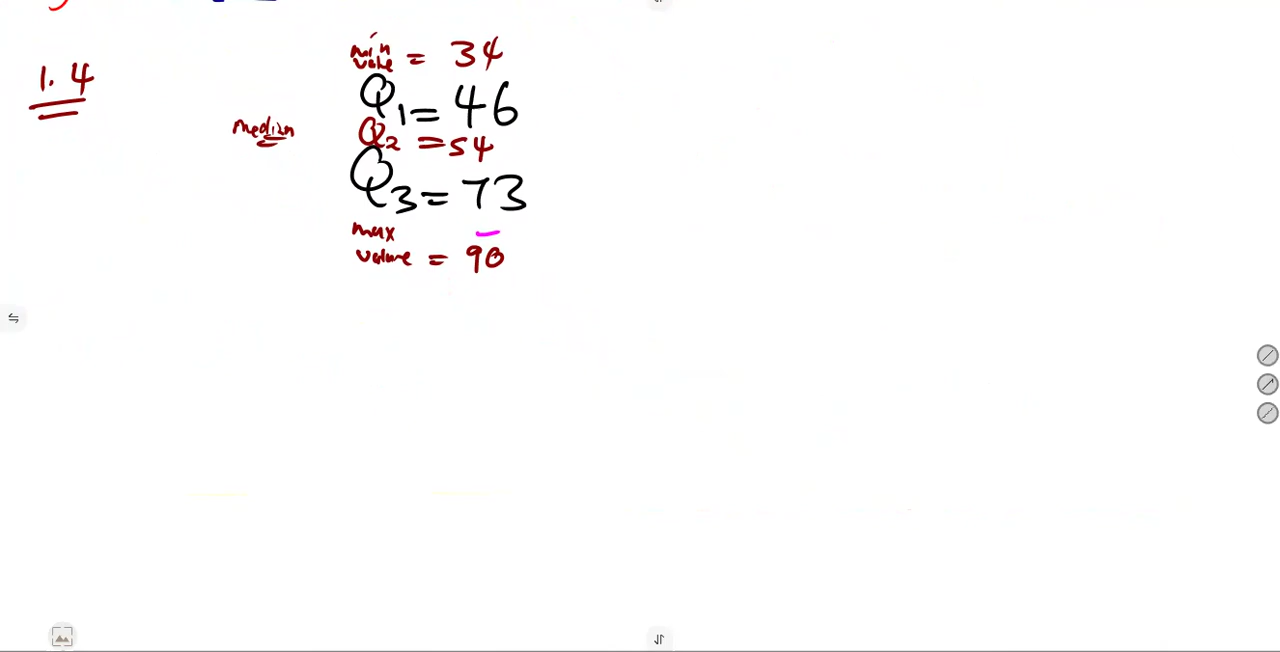 1.4
min
value = 34
Q1 = 46
median Q2 = 54
Q3 = 73
max
value = 90